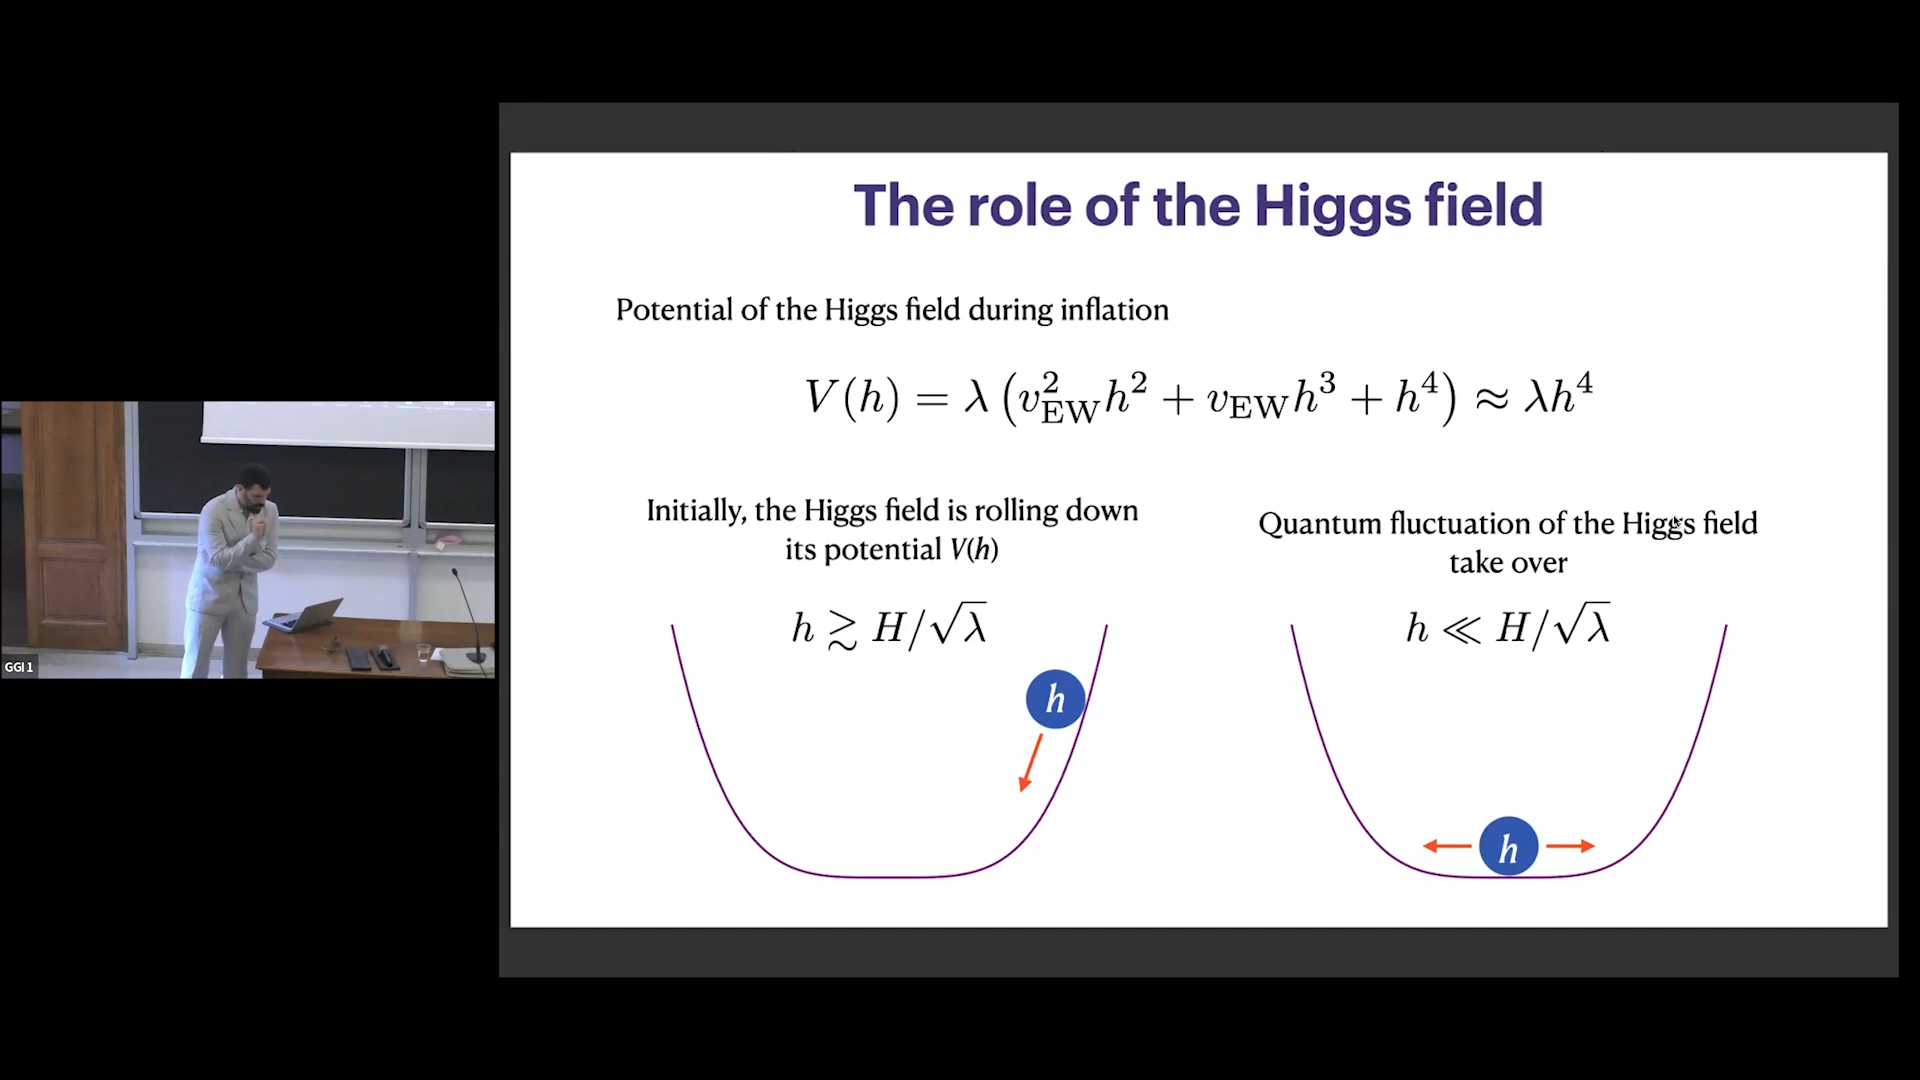 The role of the Higgs field
Potential of the Higgs field during inflation
V(h) = λ (v²_EW h² + v_EW h³ + h⁴) ≈ λh⁴
Initially, the Higgs field is rolling down
its potential V(h)
h ≳ H/√λ
h
Quantum fluctuation of the Higgs field
take over
h ≪ H/√λ
h
GGI 1